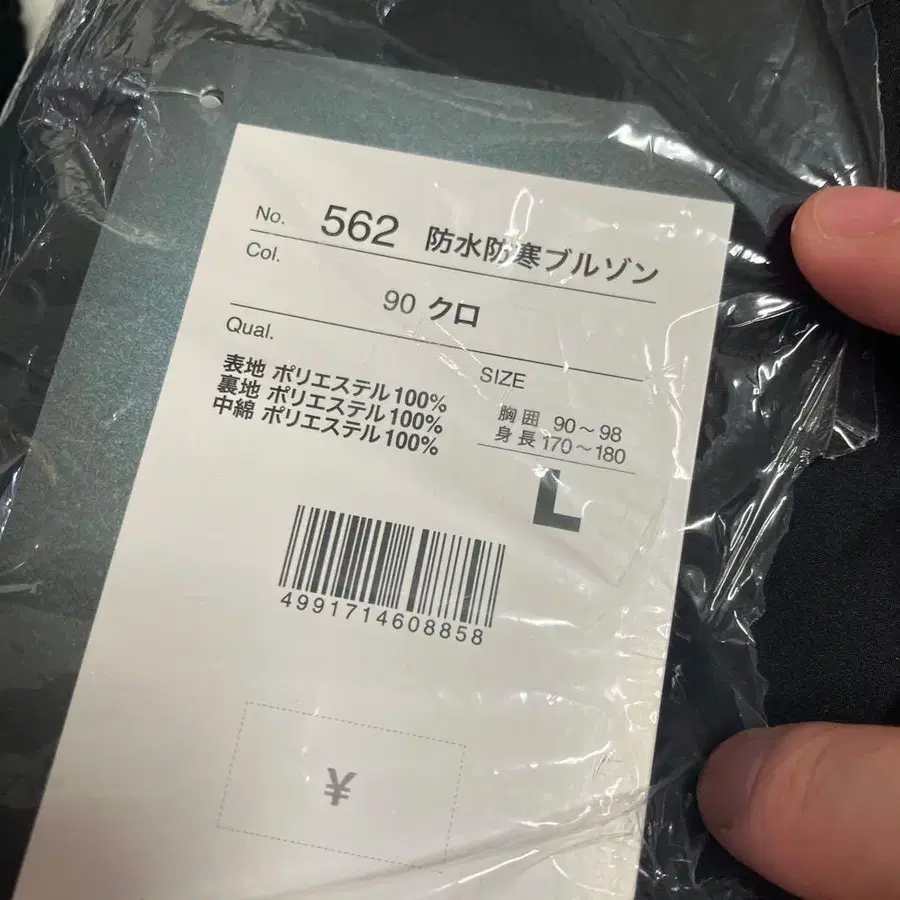 No. 562 防水防寒ブルゾン
Col.
90 クロ
Qual.
表地 ポリエステル100%
裏地 ポリエステル100%
中綿 ポリエステル100%
SIZE
胸囲 90～98
身長 170～180
L
4991714608858
¥